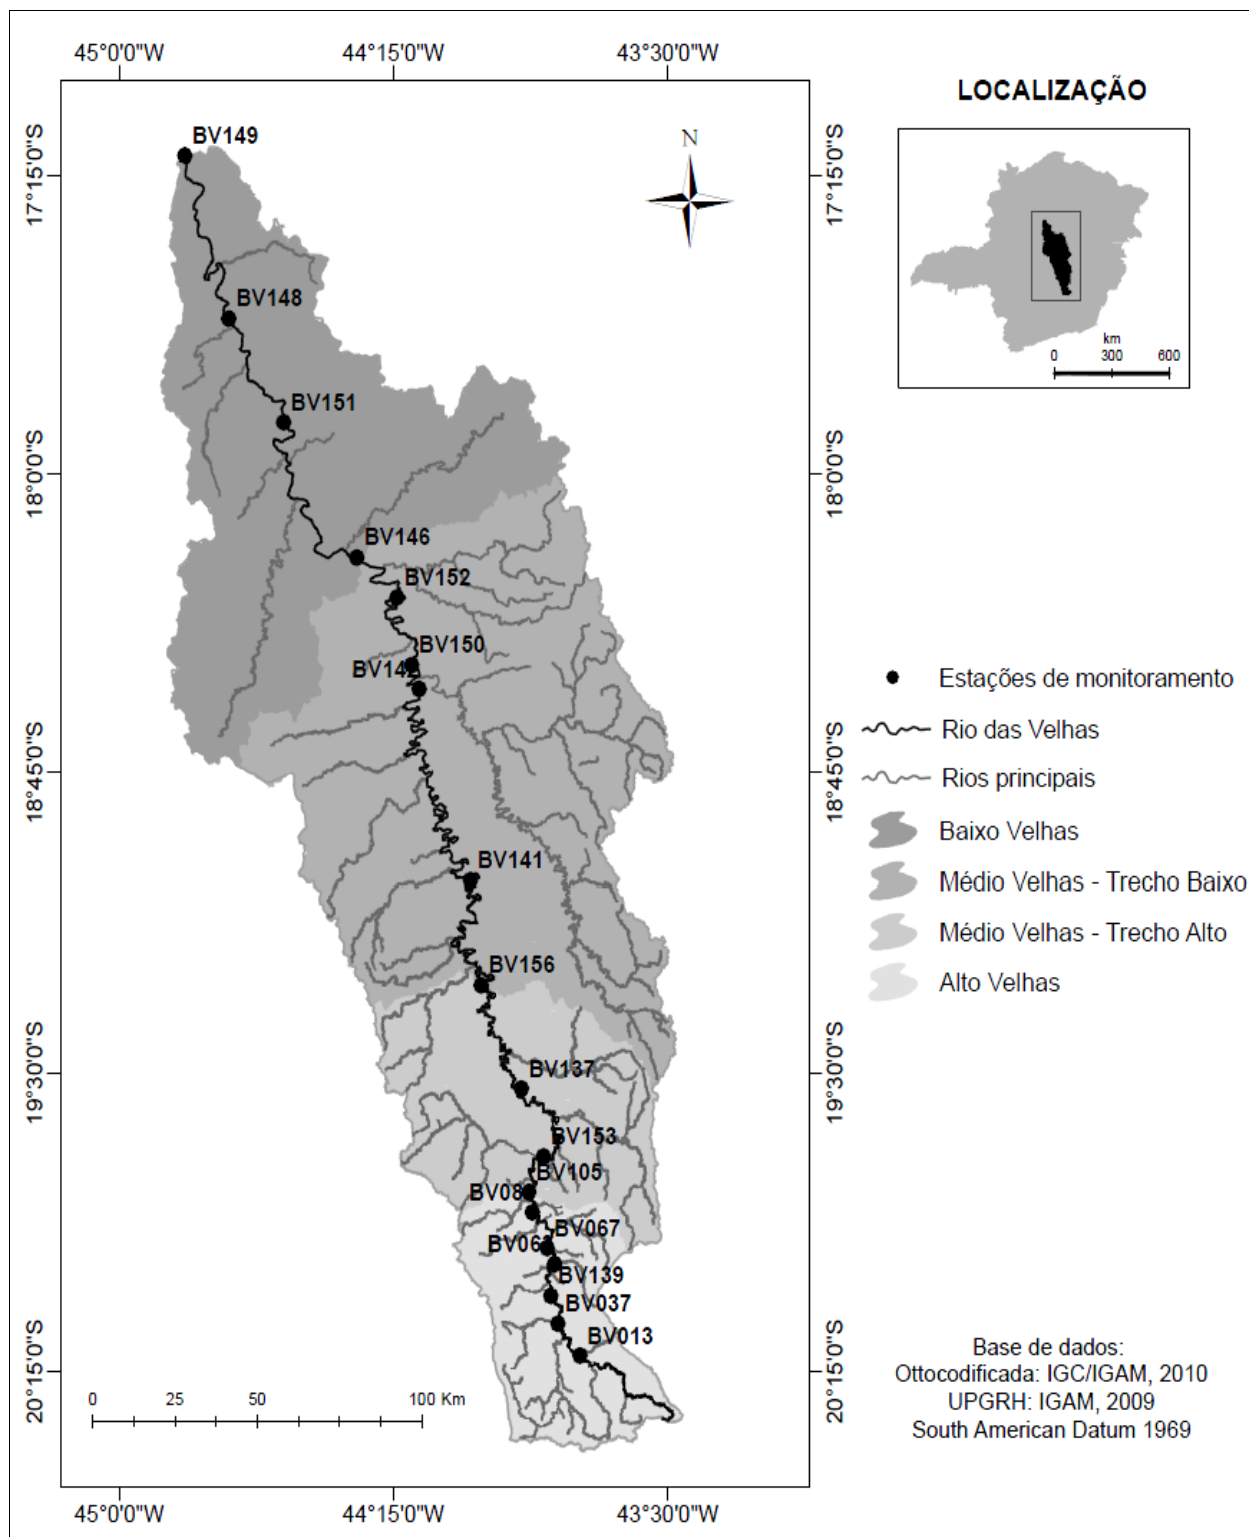 45°0'0"W 44°15'0"W 43°30'0"W
LOCALIZAÇÃO
N
km
0 300 600
17°15'0"S 17°15'0"S
18°0'0"S 18°0'0"S
18°45'0"S 18°45'0"S
19°30'0"S 19°30'0"S
20°15'0"S 20°15'0"S
BV149
BV148
BV151
BV146
BV152
BV150
BV142
BV141
BV156
BV137
BV153
BV105
BV067
BV139
BV037
BV013
Estações de monitoramento
Rio das Velhas
Rios principais
Baixo Velhas
Médio Velhas - Trecho Baixo
Médio Velhas - Trecho Alto
Alto Velhas
0 25 50 100 Km
Base de dados:
Ottocodificada: IGC/IGAM, 2010
UPGRH: IGAM, 2009
South American Datum 1969
45°0'0"W 44°15'0"W 43°30'0"W